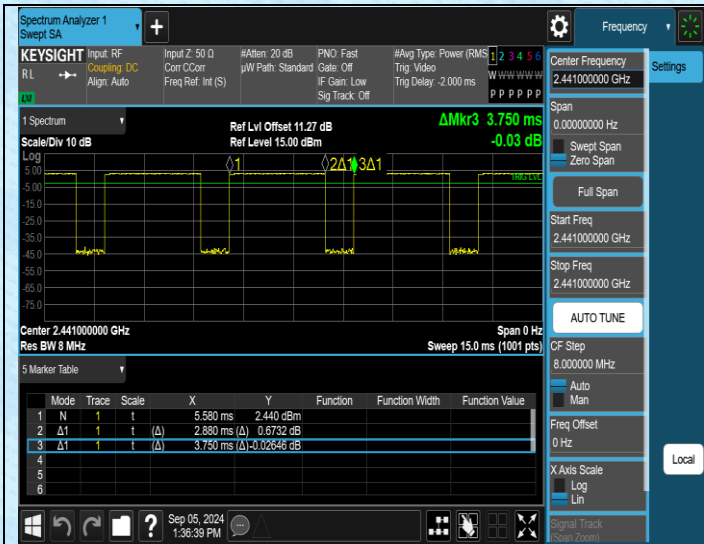 Spectrum Analyzer 1
Swept SA
Frequency
KEYSIGHT
RL
LXI
Input: RF
Coupling: DC
Align: Auto
Input Z: 50 Ω
Corr CCorr
Freq Ref: Int (S)
#Atten: 20 dB
µW Path: Standard
PNO: Fast
Gate: Off
IF Gain: Low
Sig Track: Off
#Avg Type: Power (RMS
Trig: Video
Trig Delay: -2.000 ms
1 2 3 4 5 6
W W W W W W
P P P P P P
1 Spectrum
Scale/Div 10 dB
Ref Lvl Offset 11.27 dB
Ref Level 15.00 dBm
ΔMkr3 3.750 ms
-0.03 dB
Log
5.00
-5.00
-15.0
-25.0
-35.0
-45.0
-55.0
-65.0
-75.0
1
2Δ1
3Δ1
TRIG LVL
Center 2.441000000 GHz
Res BW 8 MHz
Span 0 Hz
Sweep 15.0 ms (1001 pts)
5 Marker Table
Mode Trace Scale X Y Function Function Width Function Value
1 N 1 t 5.580 ms 2.440 dBm
2 Δ1 1 t (Δ) 2.880 ms (Δ) 0.6732 dB
3 Δ1 1 t (Δ) 3.750 ms (Δ) -0.02646 dB
4
5
6
Sep 05, 2024
1:36:39 PM
Center Frequency
2.441000000 GHz
Span
0.00000000 Hz
Swept Span
Zero Span
Full Span
Start Freq
2.441000000 GHz
Stop Freq
2.441000000 GHz
AUTO TUNE
CF Step
8.000000 MHz
Auto
Man
Freq Offset
0 Hz
X Axis Scale
Log
Lin
Signal Track
(Span Zoom)
Settings
Local